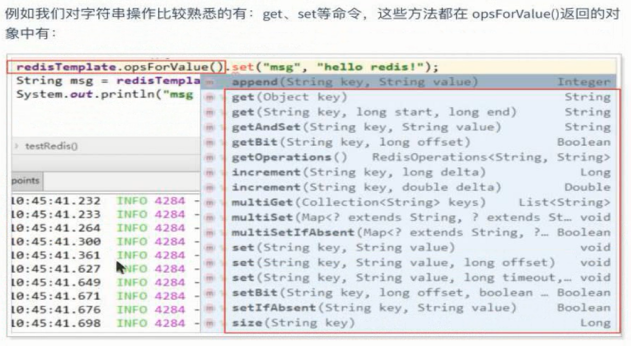 例如我们对字符串操作比较熟悉的有：get、set等命令，这些方法都在 opsForValue()返回的对
象中有：
redisTemplate.opsForValue().set("msg", "hello redis!");
String msg = redisTempla
System.out.println("msg
append(String key, String value) Integer
get(Object key) String
get(String key, long start, long end) String
getAndSet(String key, String value) String
getBit(String key, long offset) Boolean
getOperations() RedisOperations<String, String>
increment(String key, long delta) Long
increment(String key, double delta) Double
multiGet(Collection<String> keys) List<String>
multiSet(Map<? extends String, ? extends St… void
multiSetIfAbsent(Map<? extends String, ?… Boolean
set(String key, String value) void
set(String key, String value, long offset) void
set(String key, String value, long timeout,… void
setBit(String key, long offset, boolean … Boolean
setIfAbsent(String key, String value) Boolean
size(String key) Long
testRedis()
points
10:45:41.232 INFO 4284 -
10:45:41.233 INFO 4284 -
10:45:41.264 INFO 4284 -
10:45:41.300 INFO 4284 -
10:45:41.361 INFO 4284 -
10:45:41.627 INFO 4284 -
10:45:41.649 INFO 4284 -
10:45:41.671 INFO 4284 -
10:45:41.676 INFO 4284 -
10:45:41.698 INFO 4284 -